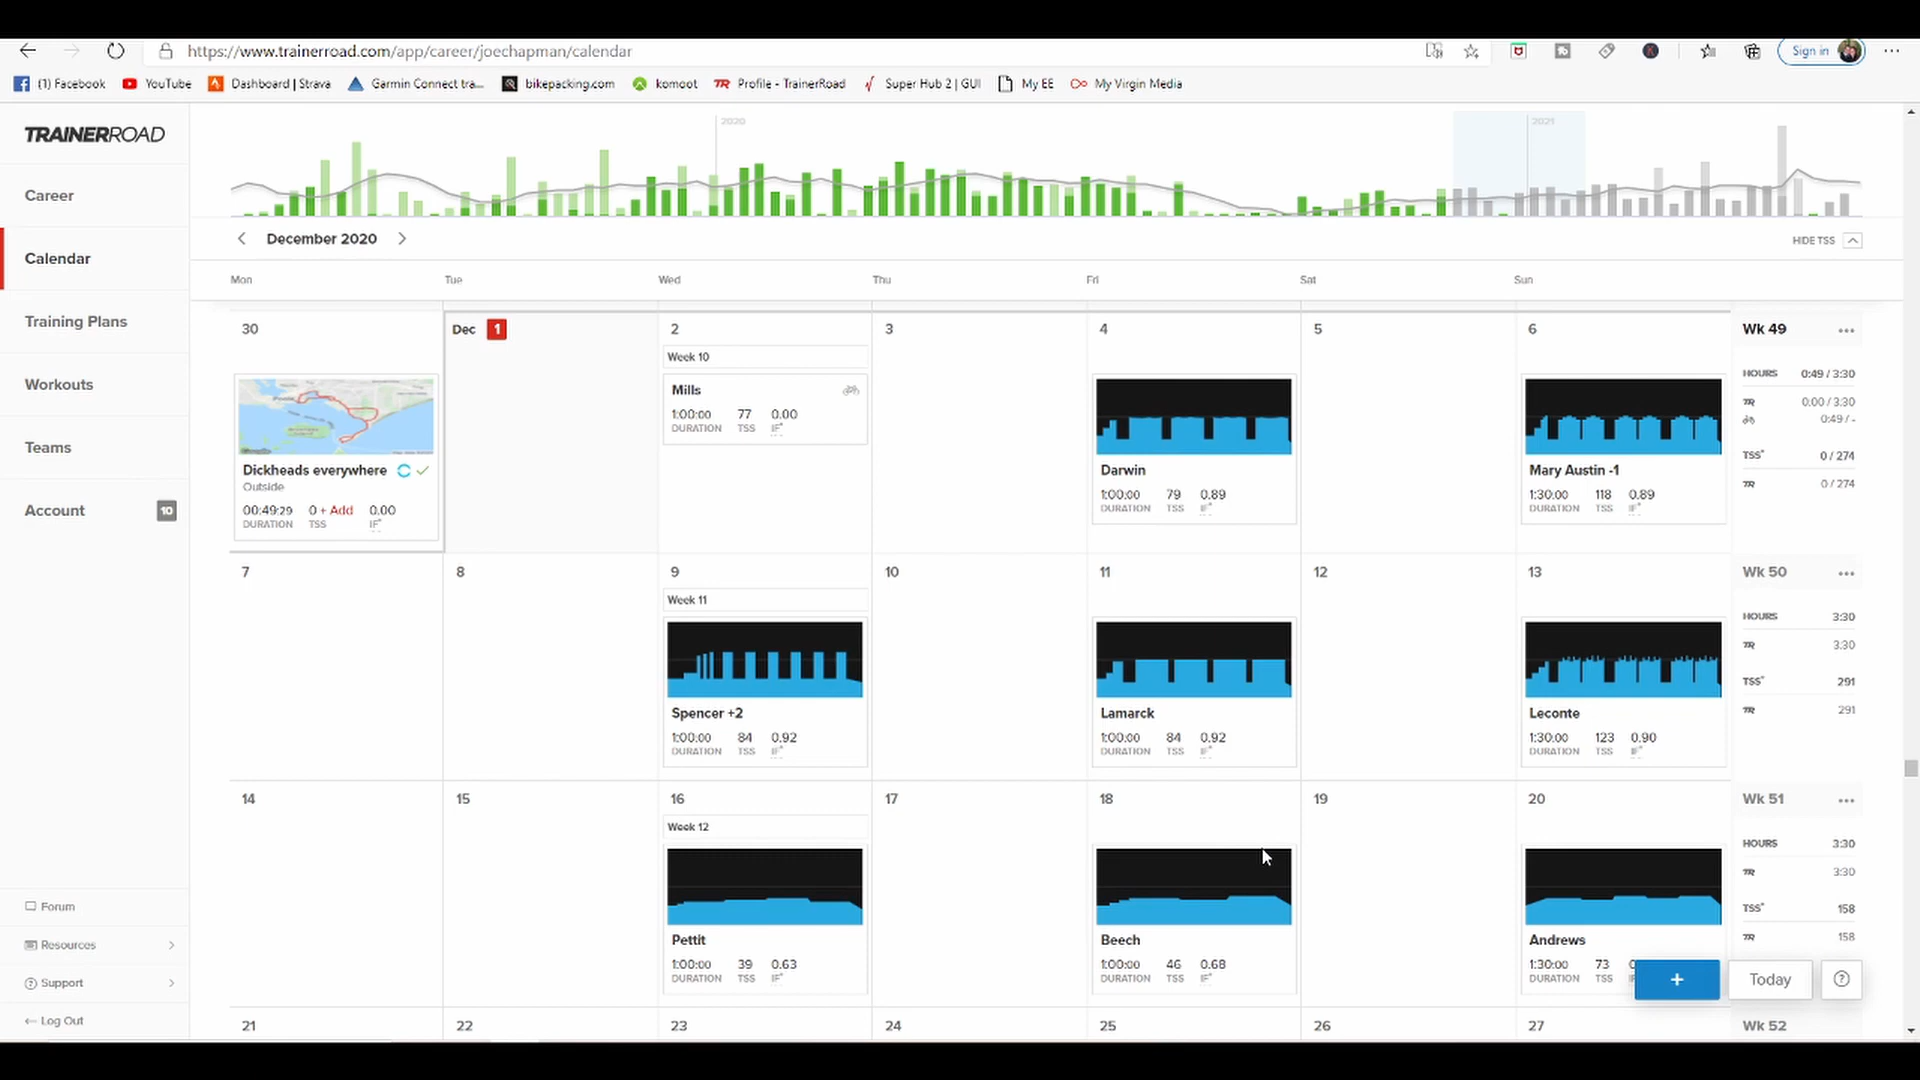 https://www.trainerroad.com/app/career/joechapman/calendar
Sign in
(1) Facebook
YouTube
Dashboard | Strava
Garmin Connect tra...
bikepacking.com
komoot
Profile - TrainerRoad
Super Hub 2 | GUI
My EE
My Virgin Media
TRAINERROAD
Career
Calendar
Training Plans
Workouts
Teams
Account 10
Forum
Resources
Support
Log Out
2020
2021
December 2020
HIDE TSS
Mon Tue Wed Thu Fri Sat Sun
30 Dec 1 2 3 4 5 6 Wk 49
Week 10
Dickheads everywhere
Outside
00:49:29 0 + Add 0.00
DURATION TSS IF
Mills
1:00:00 77 0.00
DURATION TSS IF
Darwin
1:00:00 79 0.89
DURATION TSS IF
Mary Austin -1
1:30:00 118 0.89
DURATION TSS IF
HOURS 0:49 / 3:30
TR 0:00 / 3:30
0:49 / -
TSS 0 / 274
TR 0 / 274
7 8 9 10 11 12 13 Wk 50
Week 11
Spencer +2
1:00:00 84 0.92
DURATION TSS IF
Lamarck
1:00:00 84 0.92
DURATION TSS IF
Leconte
1:30:00 123 0.90
DURATION TSS IF
HOURS 3:30
TR 3:30
TSS 291
TR 291
14 15 16 17 18 19 20 Wk 51
Week 12
Pettit
1:00:00 39 0.63
DURATION TSS IF
Beech
1:00:00 46 0.68
DURATION TSS IF
Andrews
1:30:00 73
DURATION TSS
HOURS 3:30
TR 3:30
TSS 158
TR 158
+ Today
21 22 23 24 25 26 27 Wk 52